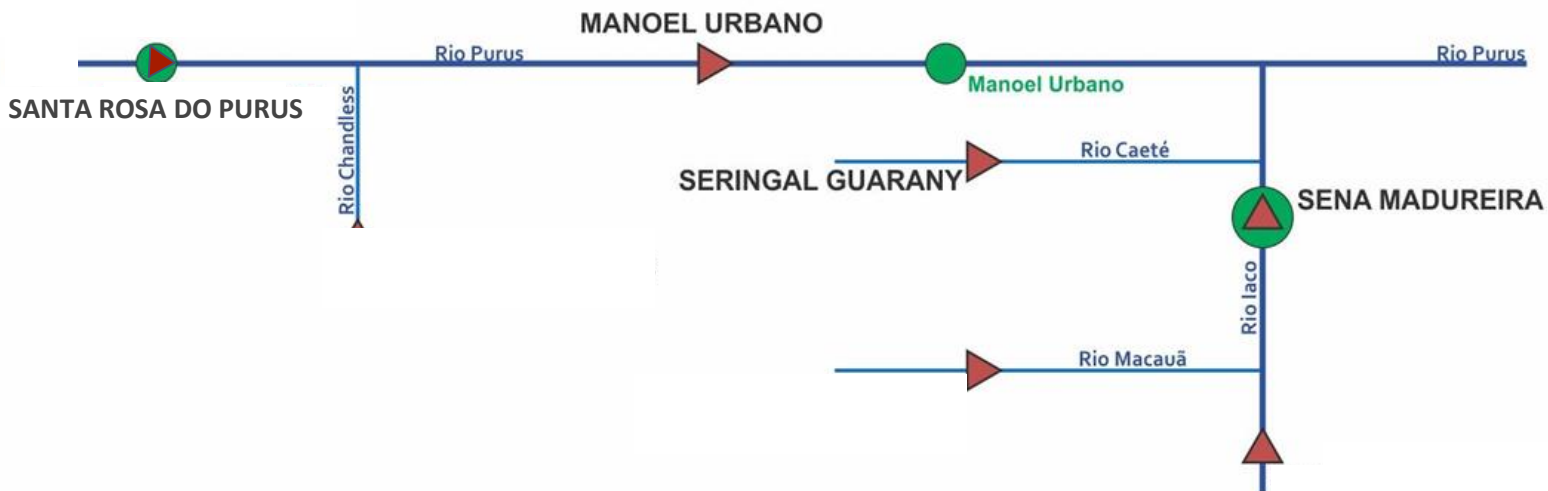 MANOEL URBANO
Rio Purus
Rio Purus
Manoel Urbano
SANTA ROSA DO PURUS
Rio Chandless
Rio Caeté
SERINGAL GUARANY
SENA MADUREIRA
Rio Iaco
Rio Macauã